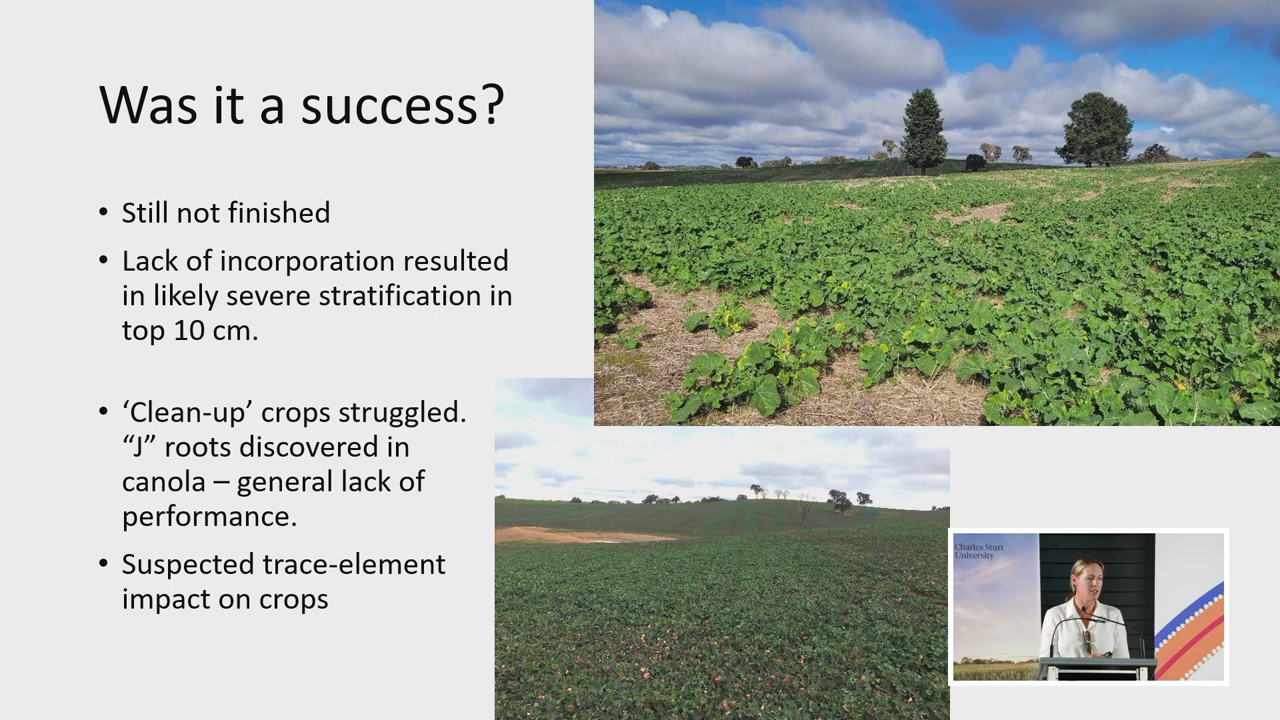 Was it a success?
• Still not finished
• Lack of incorporation resulted
in likely severe stratification in
top 10 cm.
• ‘Clean-up’ crops struggled.
“J” roots discovered in
canola – general lack of
performance.
• Suspected trace-element
impact on crops
Charles Sturt
University